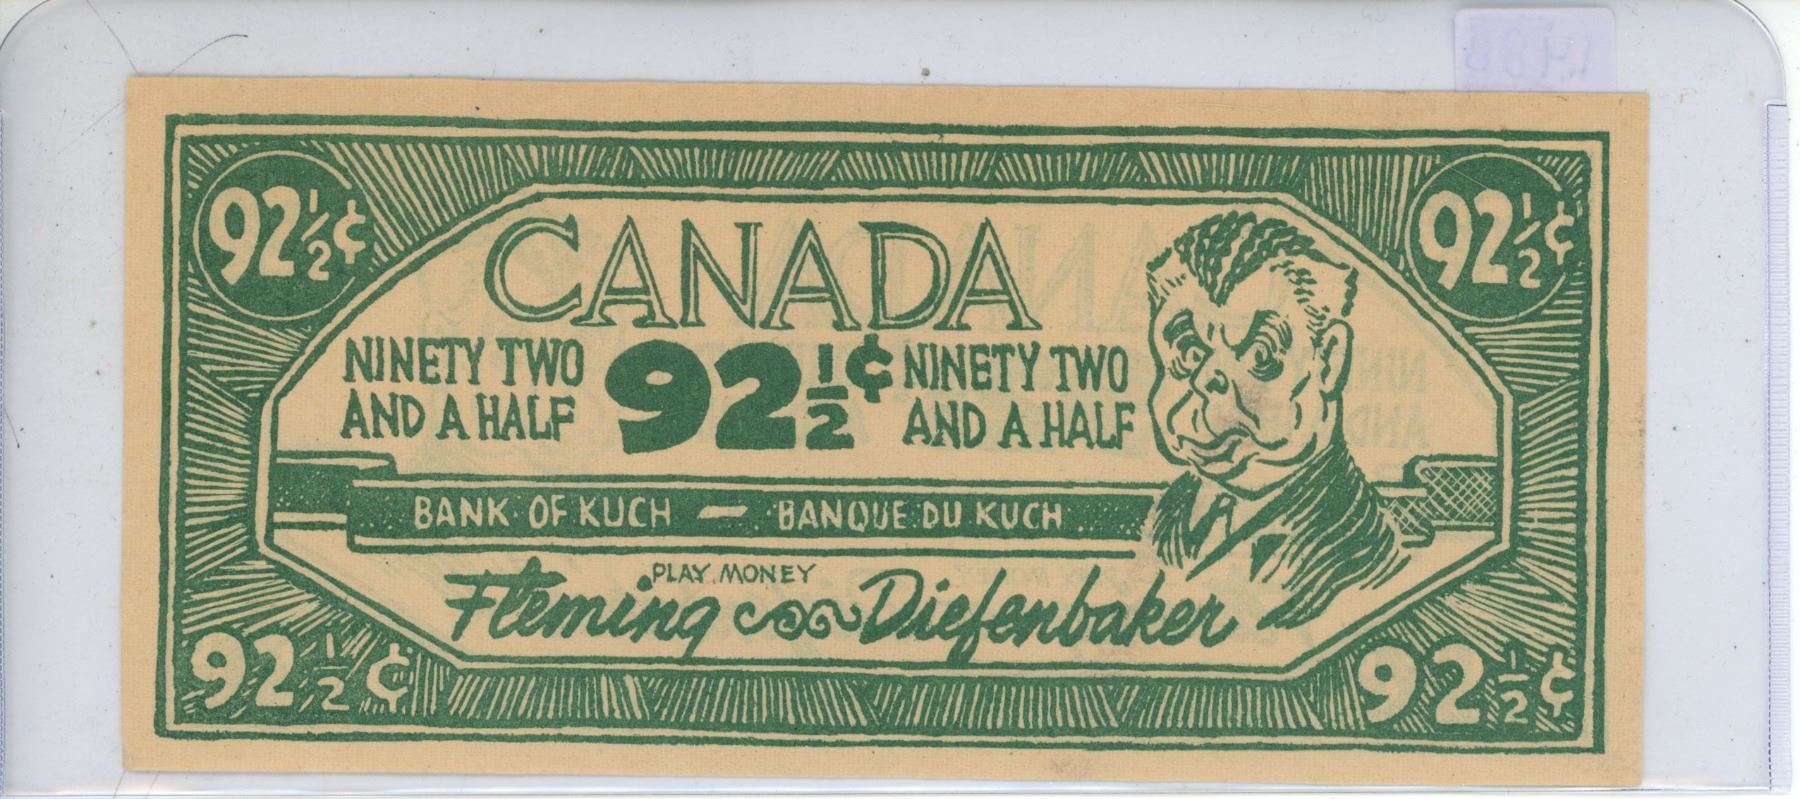 92½¢
92½¢
CANADA
NINETY TWO
AND A HALF
92½¢
NINETY TWO
AND A HALF
BANK OF KUCH — BANQUE DU KUCH
PLAY MONEY
Fleming Diefenbaker
92½¢
92½¢